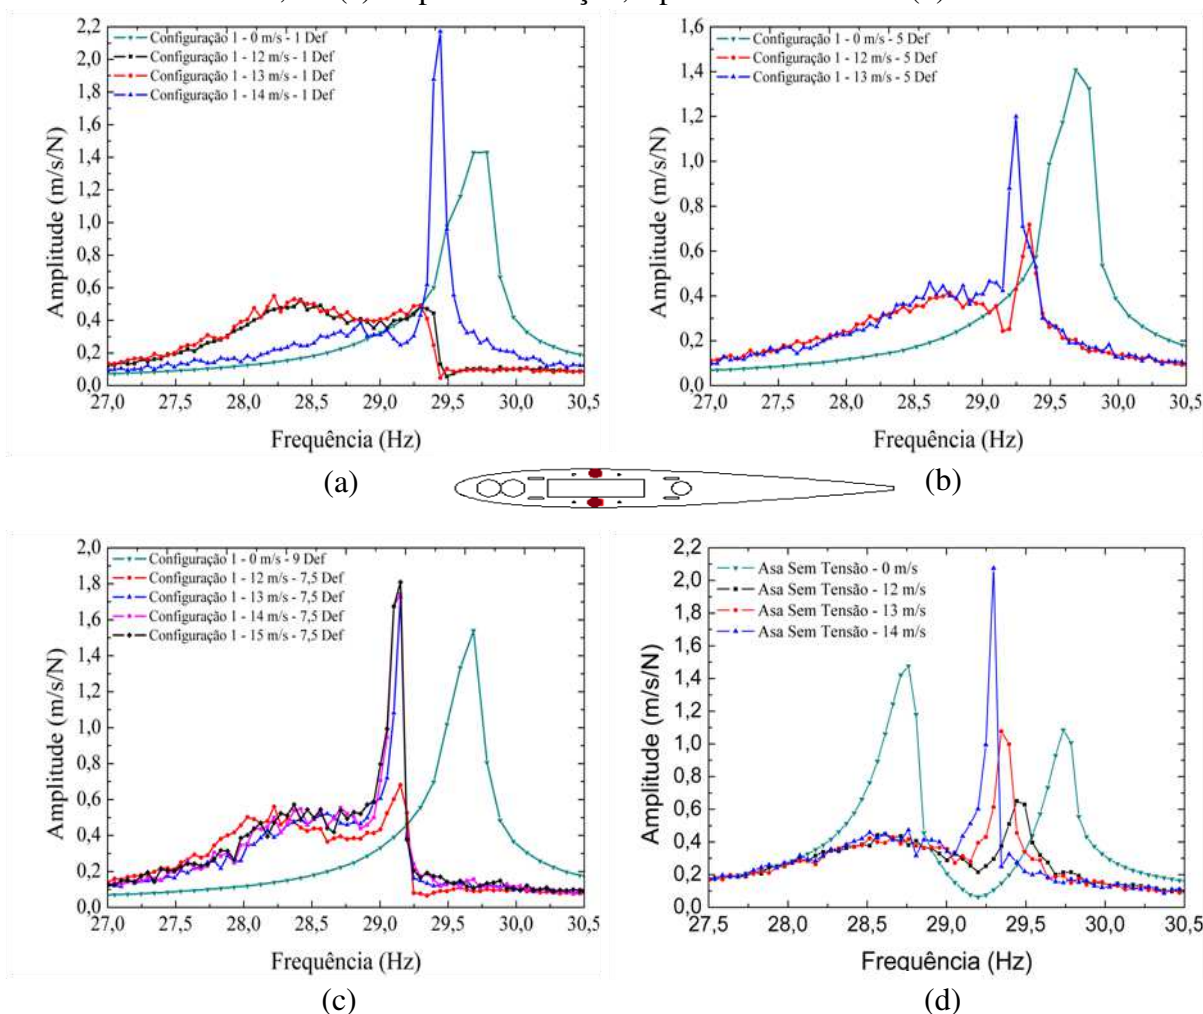 Configuração 1 - 0 m/s - 1 Def
Configuração 1 - 12 m/s - 1 Def
Configuração 1 - 13 m/s - 1 Def
Configuração 1 - 14 m/s - 1 Def
Amplitude (m/s/N)
2,2
2,0
1,8
1,6
1,4
1,2
1,0
0,8
0,6
0,4
0,2
0,0
27,0 27,5 28,0 28,5 29,0 29,5 30,0 30,5
Frequência (Hz)
(a)
Configuração 1 - 0 m/s - 5 Def
Configuração 1 - 12 m/s - 5 Def
Configuração 1 - 13 m/s - 5 Def
Amplitude (m/s/N)
1,6
1,4
1,2
1,0
0,8
0,6
0,4
0,2
0,0
27,0 27,5 28,0 28,5 29,0 29,5 30,0 30,5
Frequência (Hz)
(b)
Configuração 1 - 0 m/s - 9 Def
Configuração 1 - 12 m/s - 7,5 Def
Configuração 1 - 13 m/s - 7,5 Def
Configuração 1 - 14 m/s - 7,5 Def
Configuração 1 - 15 m/s - 7,5 Def
Amplitude (m/s/N)
2,0
1,8
1,6
1,4
1,2
1,0
0,8
0,6
0,4
0,2
0,0
27,0 27,5 28,0 28,5 29,0 29,5 30,0 30,5
Frequência (Hz)
(c)
Asa Sem Tensão - 0 m/s
Asa Sem Tensão - 12 m/s
Asa Sem Tensão - 13 m/s
Asa Sem Tensão - 14 m/s
Amplitude (m/s/N)
2,2
2,0
1,8
1,6
1,4
1,2
1,0
0,8
0,6
0,4
0,2
0,0
27,5 28,0 28,5 29,0 29,5 30,0 30,5
Frequência (Hz)
(d)